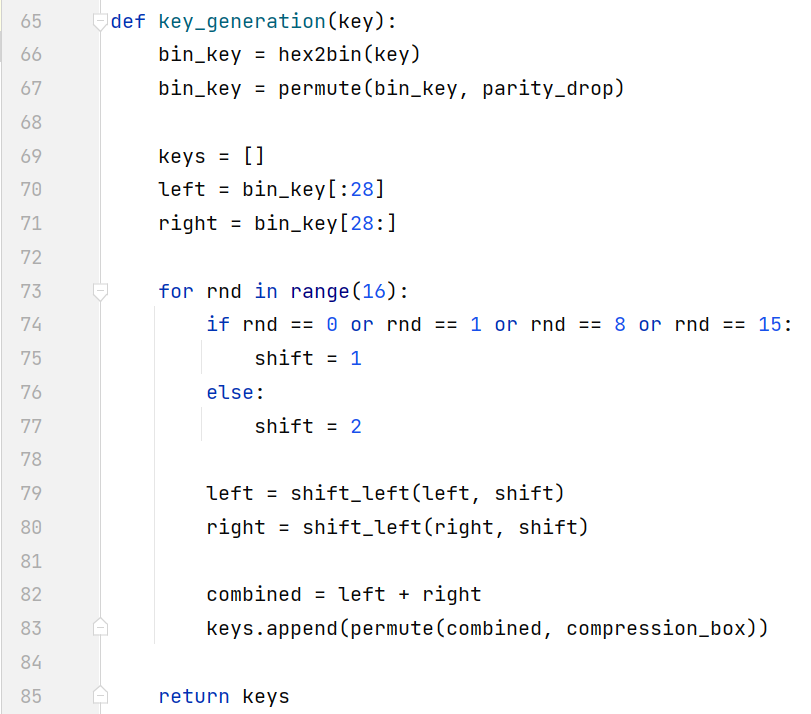 65 def key_generation(key):
66     bin_key = hex2bin(key)
67     bin_key = permute(bin_key, parity_drop)
68
69     keys = []
70     left = bin_key[:28]
71     right = bin_key[28:]
72
73     for rnd in range(16):
74         if rnd == 0 or rnd == 1 or rnd == 8 or rnd == 15:
75             shift = 1
76         else:
77             shift = 2
78
79         left = shift_left(left, shift)
80         right = shift_left(right, shift)
81
82         combined = left + right
83         keys.append(permute(combined, compression_box))
84
85     return keys